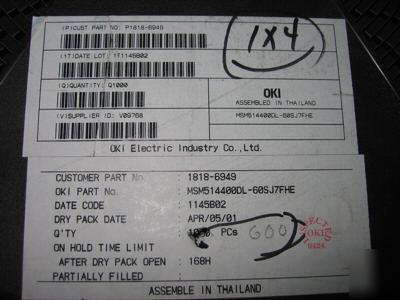 (P)CUST PART NO: P1818-6949
1X4
(1T)DATE LOT: 1T1145B02
(Q)QUANTITY: Q1000
OKI
ASSEMBLED IN THAILAND
(V)SUPPLIER ID: V09768
MSM514400DL-60SJ7FHE
OKI Electric Industry Co.,Ltd.
CUSTOMER PART No. : 1818-6949
OKI PART No. : MSM514400DL-60SJ7FHE
DATE CODE : 1145B02
DRY PACK DATE : APR/05/01
Q'TY : PCs 600
ON HOLD TIME LIMIT
AFTER DRY PACK OPEN : 168H
PARTIALLY FILLED :
OKI
0424
ASSEMBLE IN THAILAND